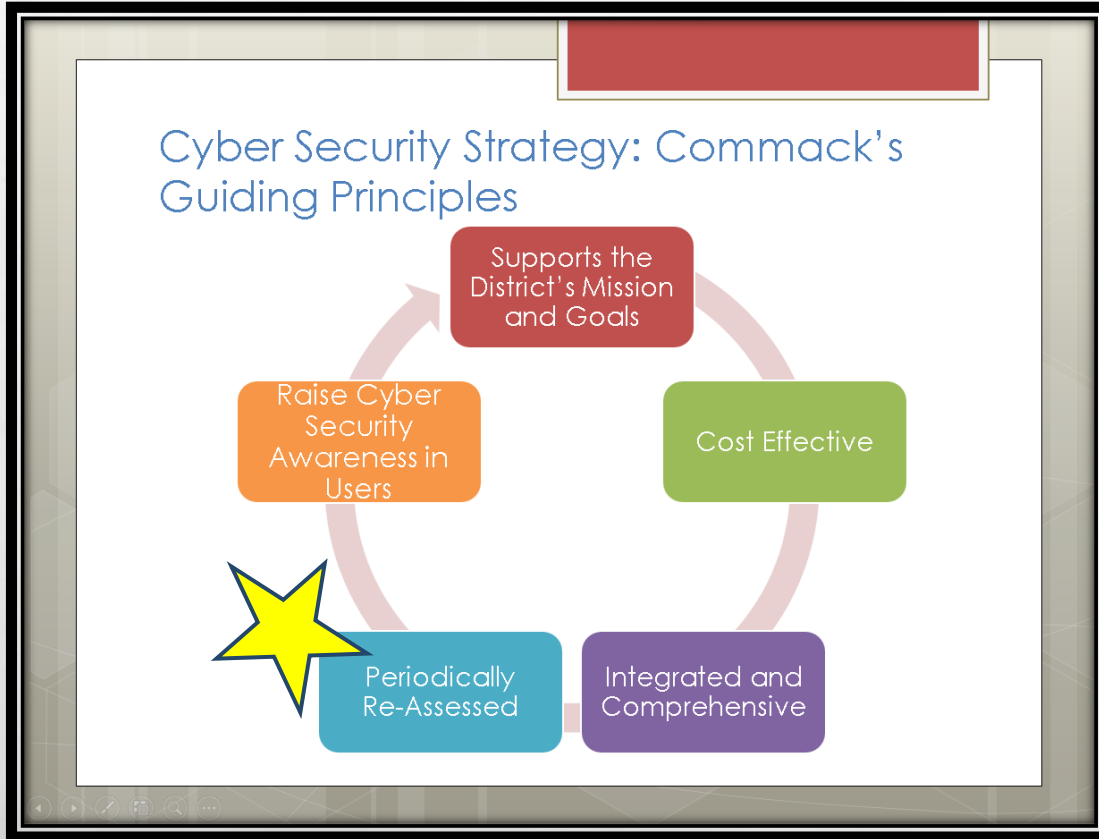 Cyber Security Strategy: Commack's
Guiding Principles
Supports the
District's Mission
and Goals
Cost Effective
Integrated and
Comprehensive
Periodically
Re-Assessed
Raise Cyber
Security
Awareness in
Users